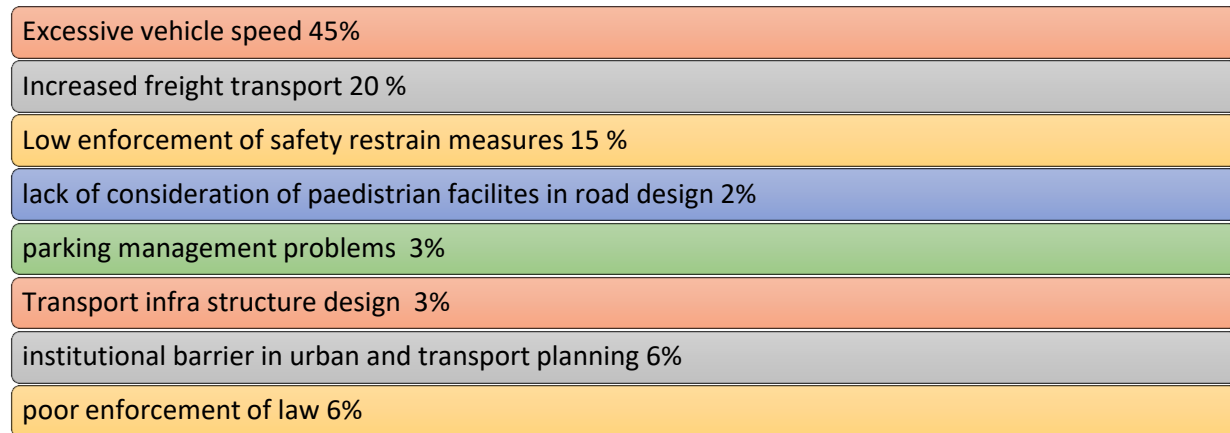 Excessive vehicle speed 45%
Increased freight transport 20 %
Low enforcement of safety restrain measures 15 %
lack of consideration of paedistrian facilites in road design 2%
parking management problems 3%
Transport infra structure design 3%
institutional barrier in urban and transport planning 6%
poor enforcement of law 6%